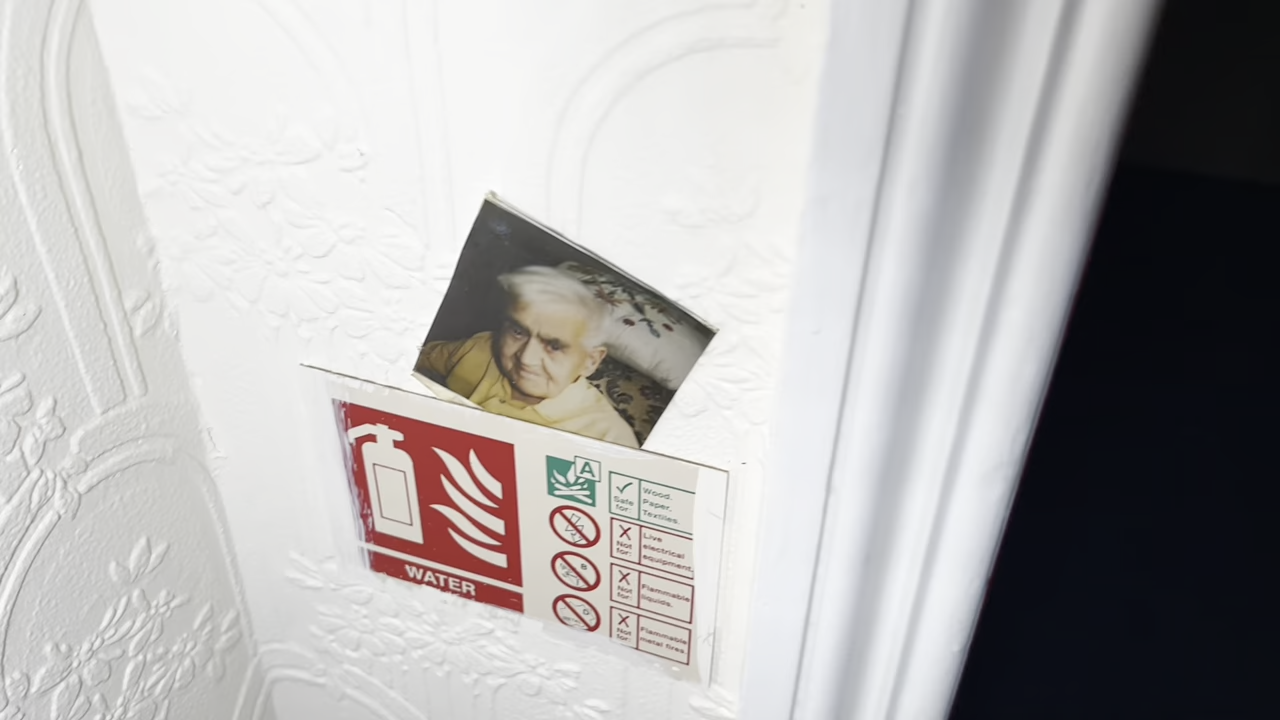 WATER
A
Safe
for:
Wood.
Paper.
Textiles.
Not
for:
Live
electrical
equipment.
B
Not
for:
Flammable
liquids.
D
Not
for:
Flammable
metal fires.